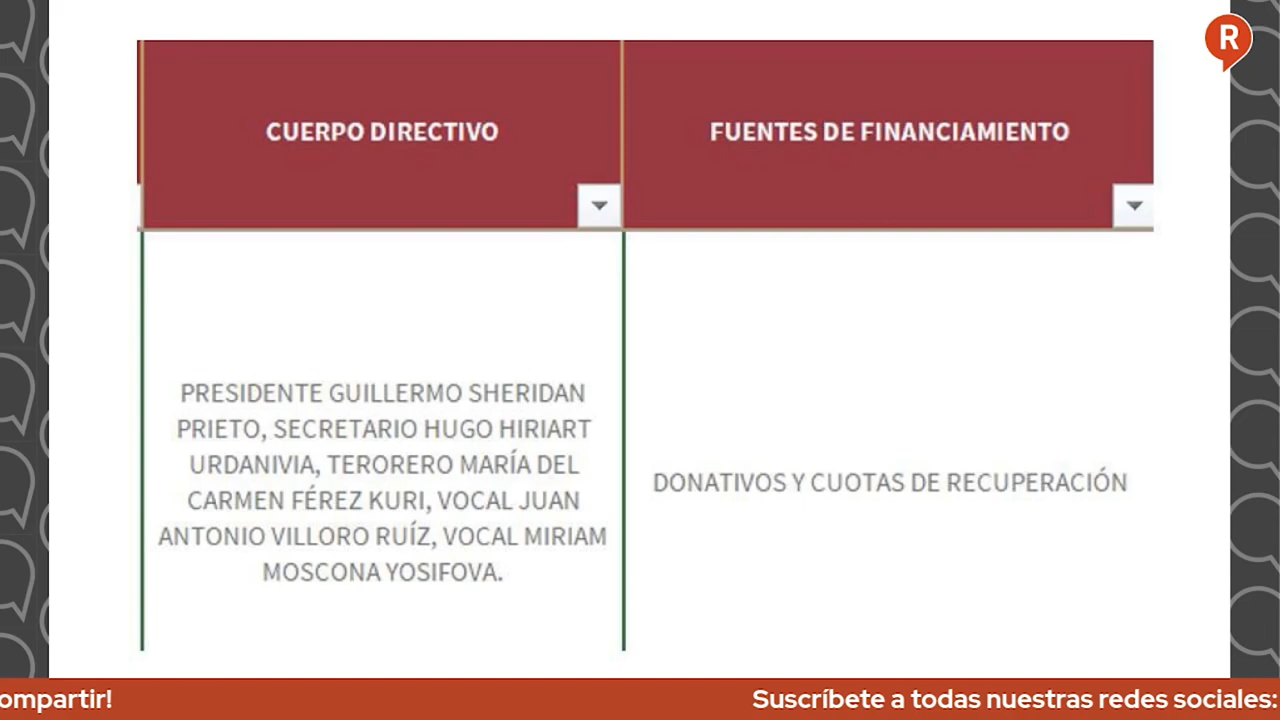 R
CUERPO DIRECTIVO
FUENTES DE FINANCIAMIENTO
PRESIDENTE GUILLERMO SHERIDAN
PRIETO, SECRETARIO HUGO HIRIART
URDANIVIA, TERORERO MARÍA DEL
CARMEN FÉREZ KURI, VOCAL JUAN
ANTONIO VILLORO RUÍZ, VOCAL MIRIAM
MOSCONA YOSIFOVA.
DONATIVOS Y CUOTAS DE RECUPERACIÓN
ompartir!
Suscríbete a todas nuestras redes sociales: